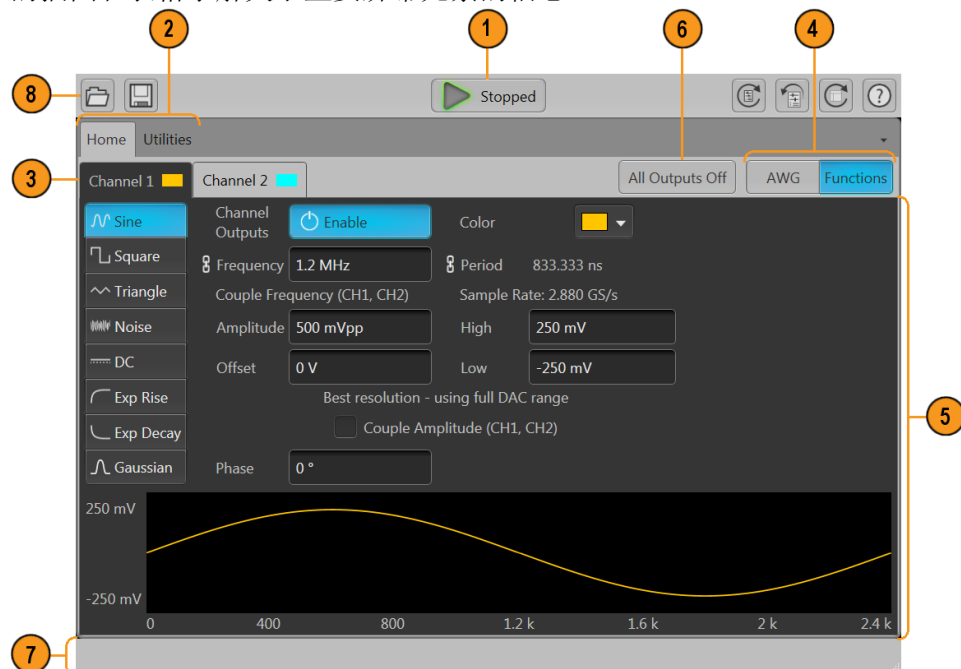 2
1
6
4
8
Stopped
Home Utilities
3
Channel 1 Channel 2 All Outputs Off AWG Functions
Sine
Channel Outputs
Enable
Color
Square
Frequency 1.2 MHz Period 833.333 ns
Triangle
Couple Frequency (CH1, CH2) Sample Rate: 2.880 GS/s
Noise
Amplitude 500 mVpp High 250 mV
DC
Offset 0 V Low -250 mV
Exp Rise
Best resolution - using full DAC range
5
Exp Decay
Couple Amplitude (CH1, CH2)
Gaussian
Phase 0 °
250 mV
-250 mV
0 400 800 1.2 k 1.6 k 2 k 2.4 k
7